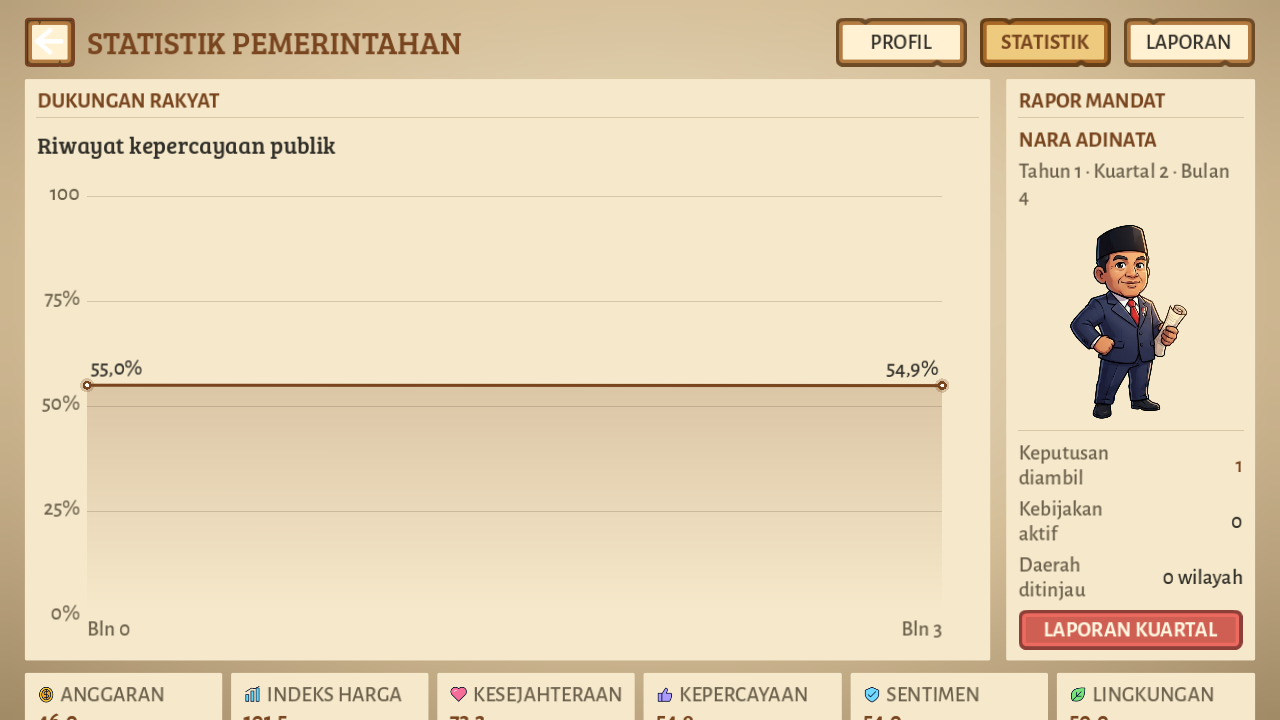 STATISTIK PEMERINTAHAN
PROFIL
STATISTIK
LAPORAN
DUKUNGAN RAKYAT
Riwayat kepercayaan publik
100
75%
50%
25%
0%
55,0%
54,9%
Bln 0
Bln 3
RAPOR MANDAT
NARA ADINATA
Tahun 1 · Kuartal 2 · Bulan
4
Keputusan
diambil
1
Kebijakan
aktif
0
Daerah
ditinjau
0 wilayah
LAPORAN KUARTAL
ANGGARAN
INDEKS HARGA
KESEJAHTERAAN
KEPERCAYAAN
SENTIMEN
LINGKUNGAN